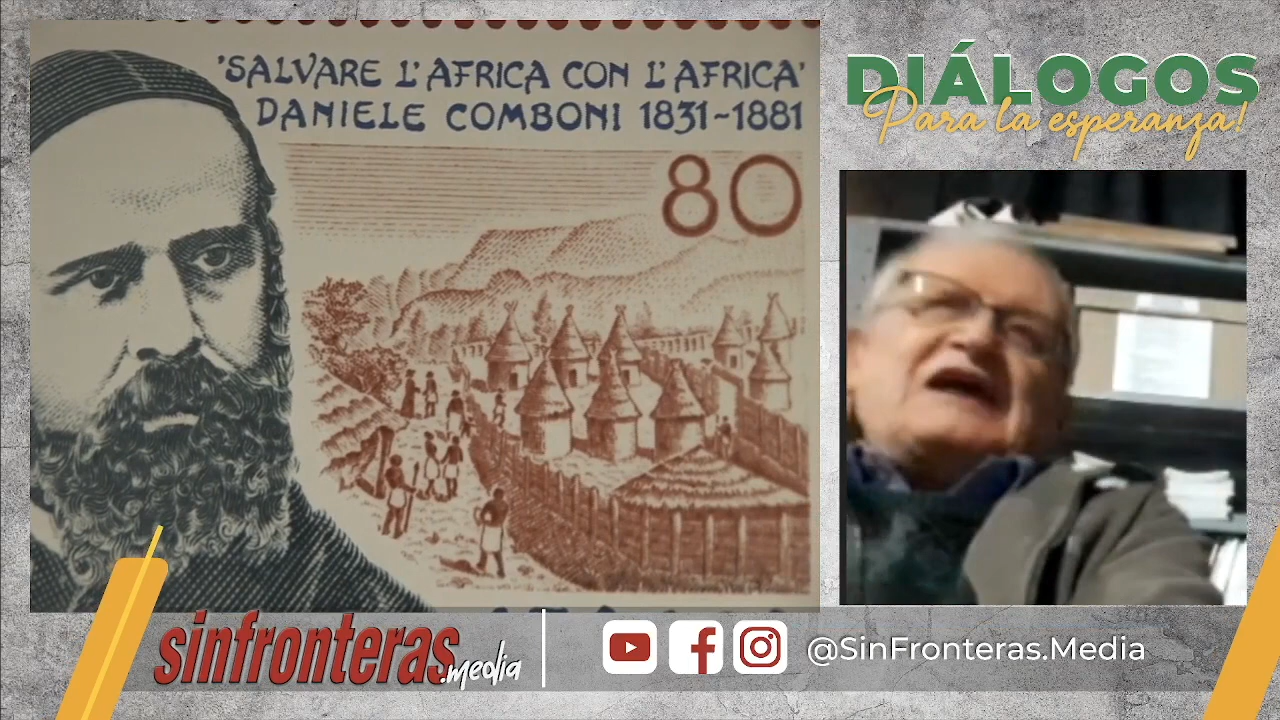 'SALVARE L'AFRICA CON L'AFRICA'
DANIELE COMBONI 1831-1881
80
DIÁLOGOS
Para la esperanza!
sinfronteras
.media
@SinFronteras.Media